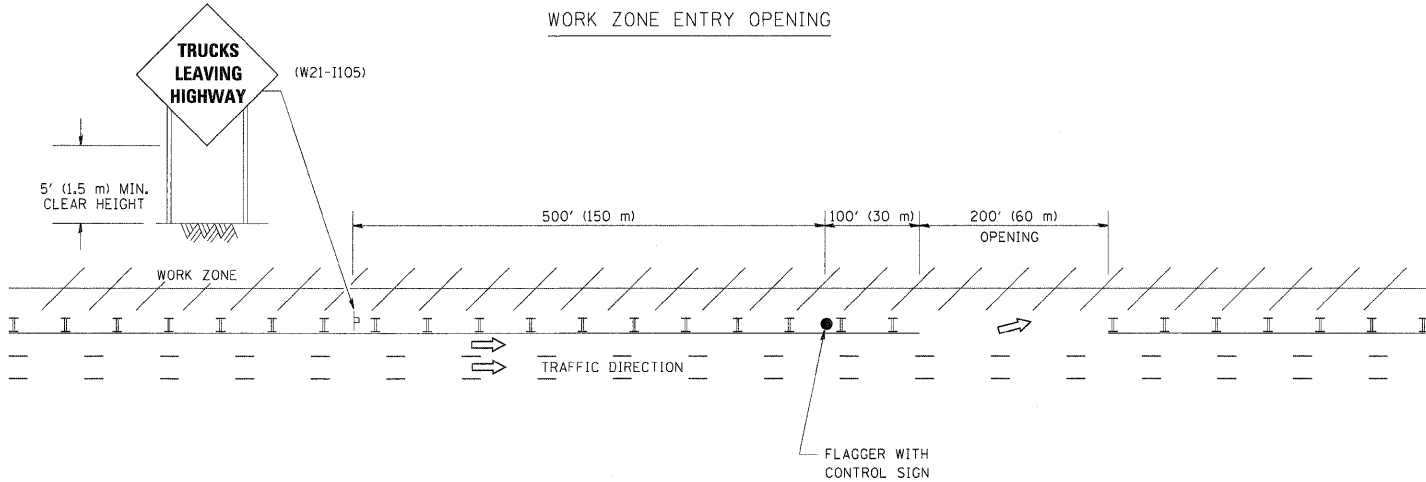 WORK ZONE ENTRY OPENING
TRUCKS
LEAVING
HIGHWAY
(W21-I105)
5' (1.5 m) MIN.
CLEAR HEIGHT
500' (150 m)
100' (30 m)
200' (60 m)
OPENING
WORK ZONE
TRAFFIC DIRECTION
FLAGGER WITH
CONTROL SIGN